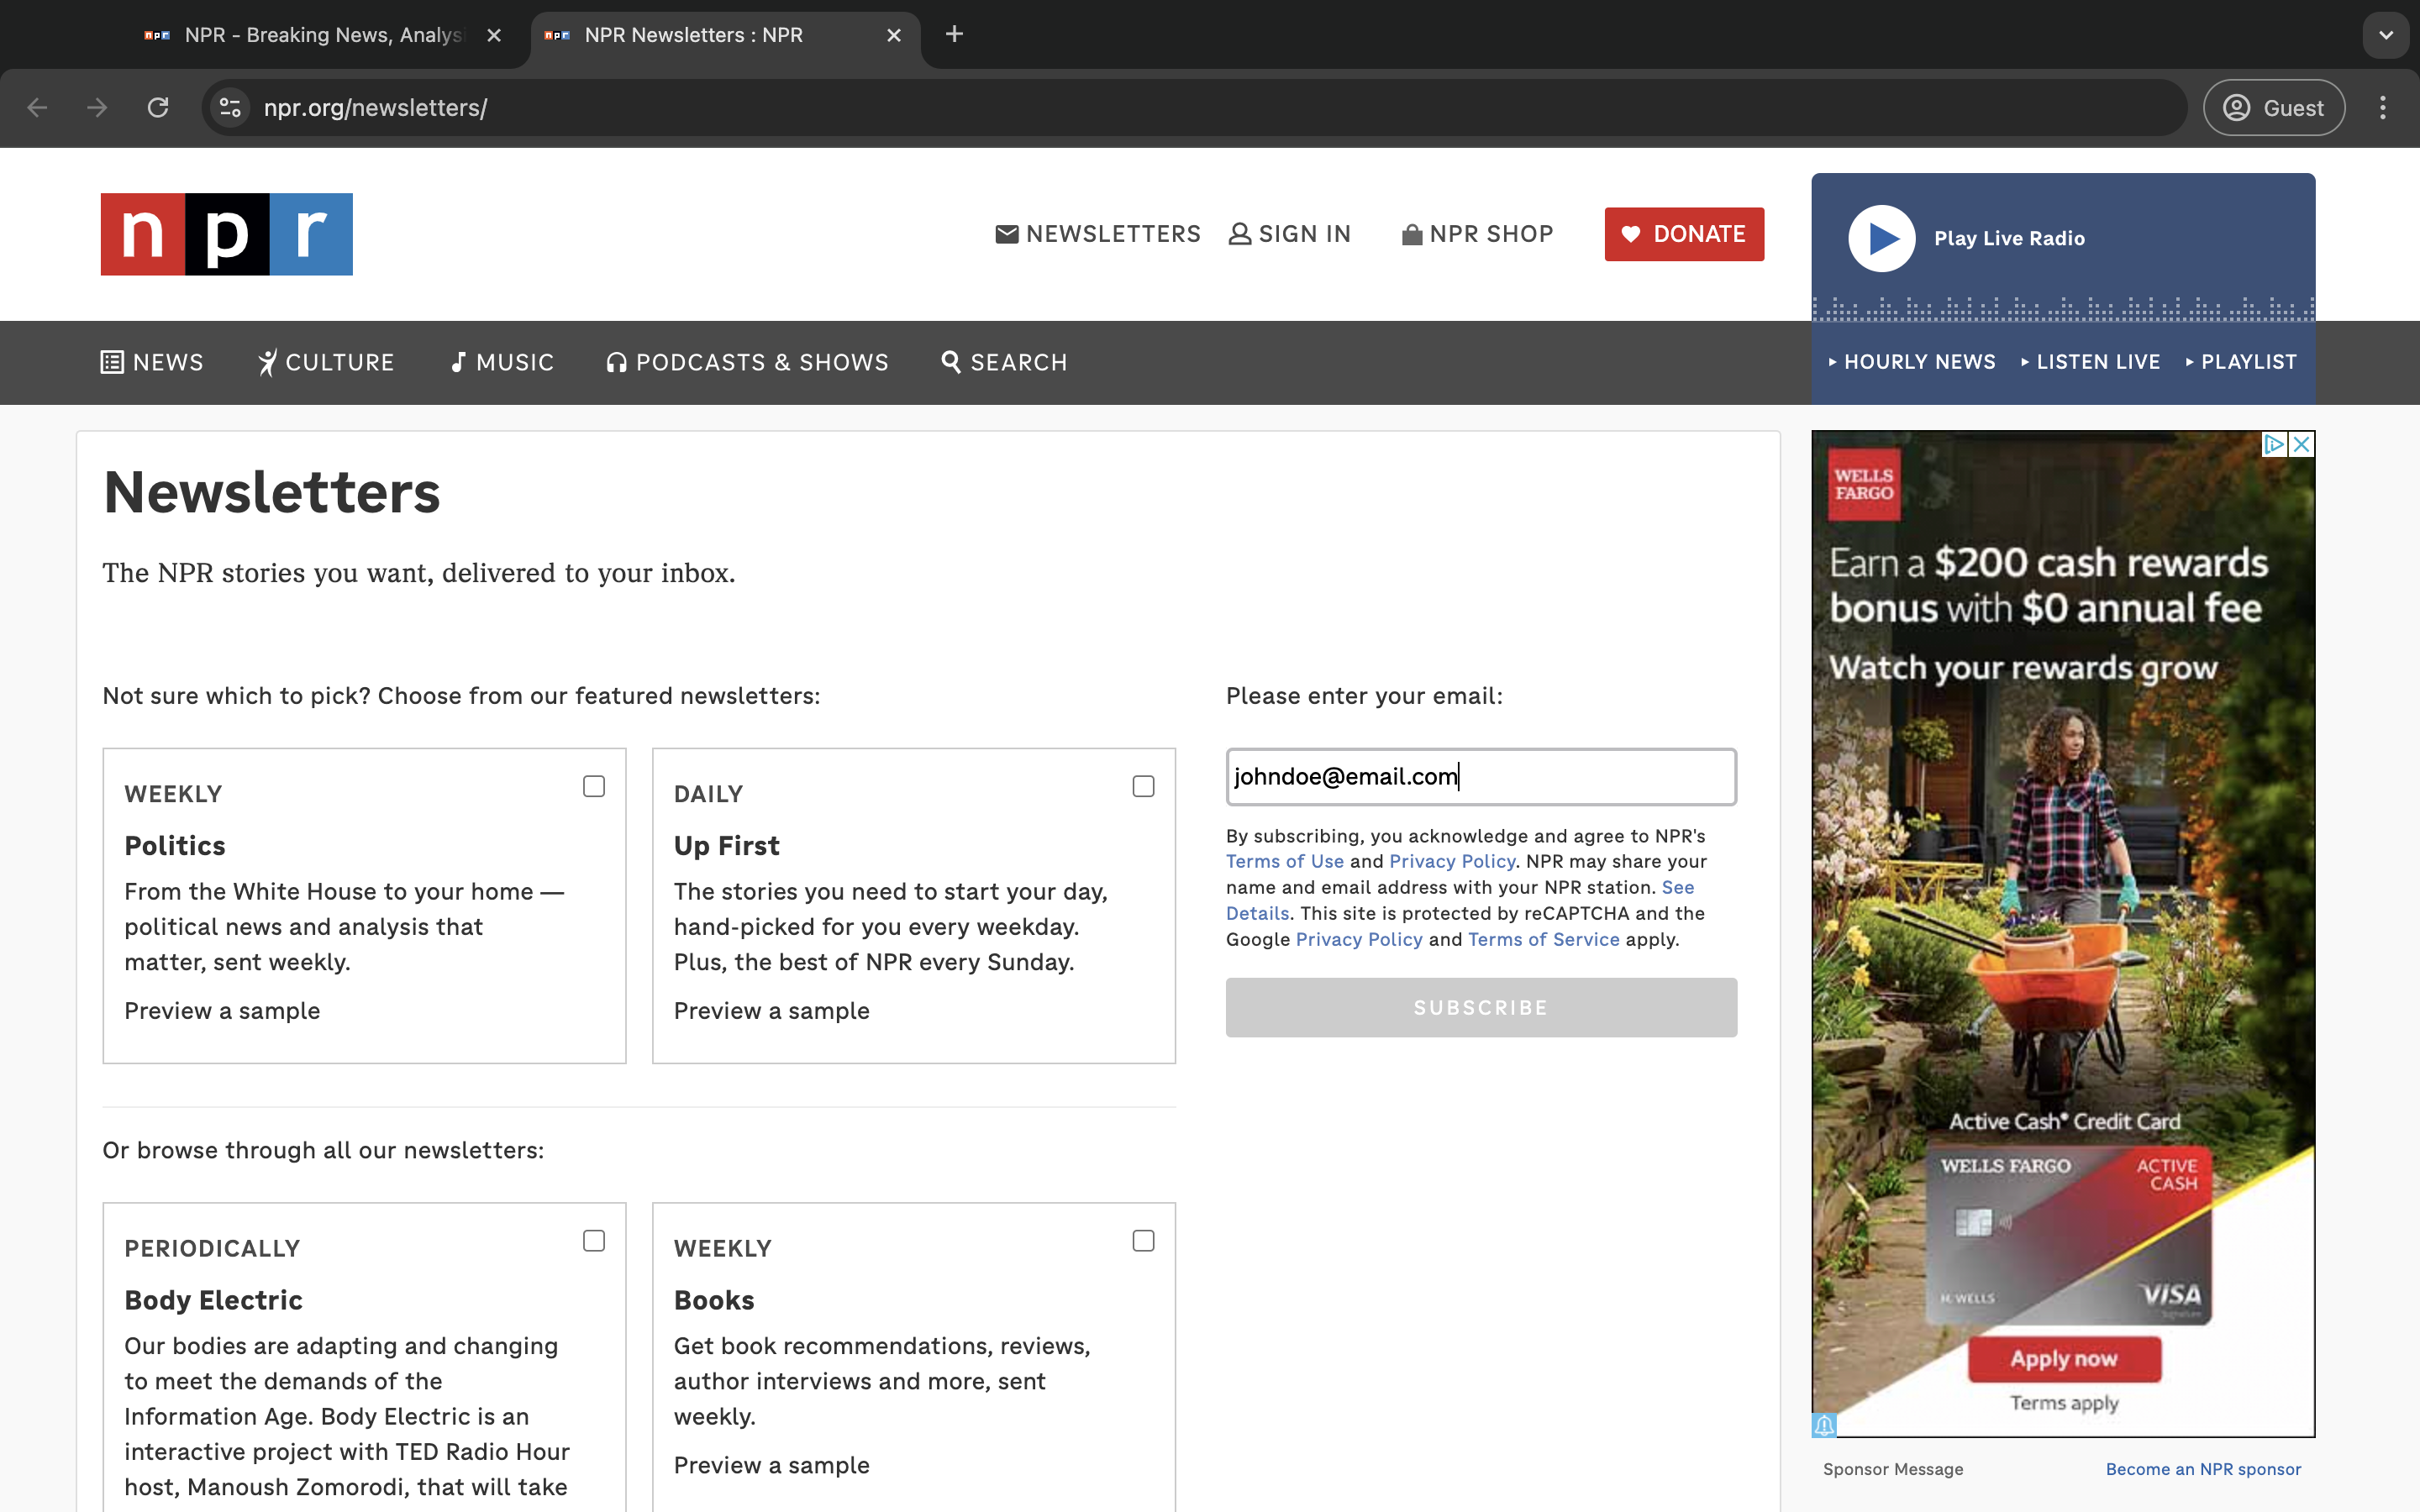 NPR - Breaking News, Analysi
NPR Newsletters : NPR
npr.org/newsletters/
Guest
npr
NEWSLETTERS
SIGN IN
NPR SHOP
DONATE
Play Live Radio
NEWS
CULTURE
MUSIC
PODCASTS & SHOWS
SEARCH
HOURLY NEWS
LISTEN LIVE
PLAYLIST
Newsletters
The NPR stories you want, delivered to your inbox.
Not sure which to pick? Choose from our featured newsletters:
WEEKLY
Politics
From the White House to your home —
political news and analysis that
matter, sent weekly.
Preview a sample
DAILY
Up First
The stories you need to start your day,
hand-picked for you every weekday.
Plus, the best of NPR every Sunday.
Preview a sample
Please enter your email:
johndoe@email.com
By subscribing, you acknowledge and agree to NPR's
Terms of Use and Privacy Policy. NPR may share your
name and email address with your NPR station. See
Details. This site is protected by reCAPTCHA and the
Google Privacy Policy and Terms of Service apply.
SUBSCRIBE
Or browse through all our newsletters:
PERIODICALLY
Body Electric
Our bodies are adapting and changing
to meet the demands of the
Information Age. Body Electric is an
interactive project with TED Radio Hour
host, Manoush Zomorodi, that will take
WEEKLY
Books
Get book recommendations, reviews,
author interviews and more, sent
weekly.
Preview a sample
WELLS
FARGO
Earn a $200 cash rewards
bonus with $0 annual fee
Watch your rewards grow
Active Cash® Credit Card
WELLS FARGO
ACTIVE
CASH
H. WELLS
VISA
Signature
Apply now
Terms apply
Sponsor Message
Become an NPR sponsor